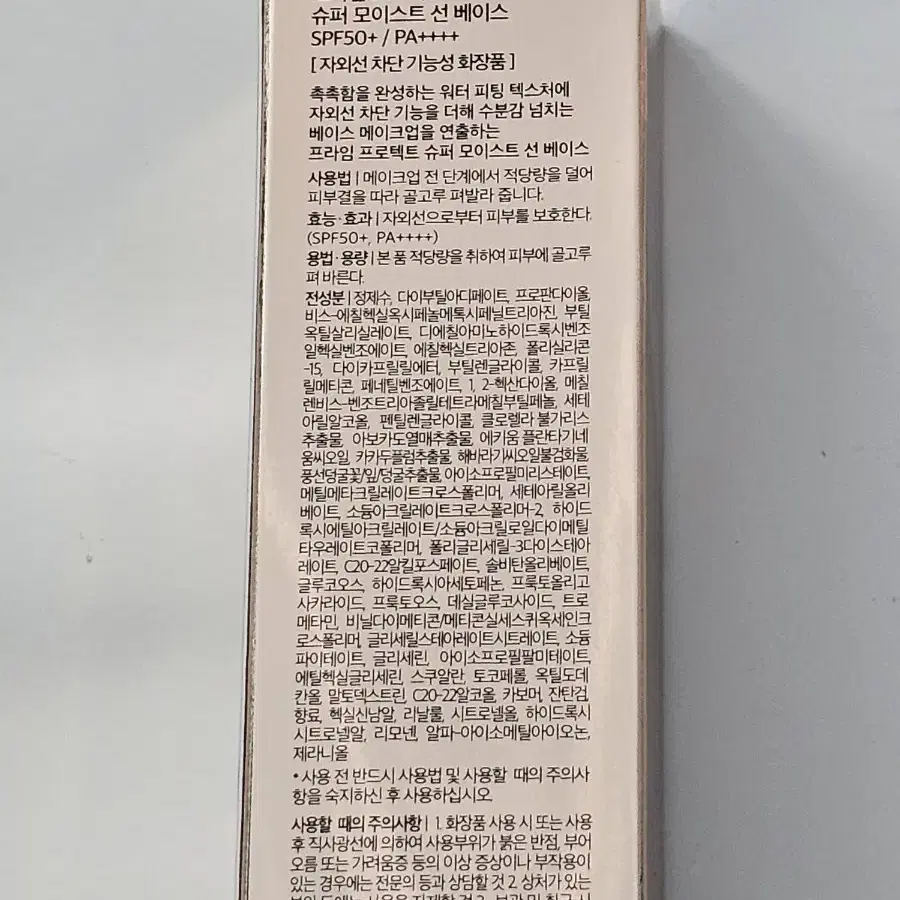 슈퍼 모이스트 선 베이스
SPF50+ / PA++++
[ 자외선 차단 기능성 화장품 ]
촉촉함을 완성하는 워터 피팅 텍스처에
자외선 차단 기능을 더해 수분감 넘치는
베이스 메이크업을 연출하는
프라임 프로텍트 슈퍼 모이스트 선 베이스
사용법 | 메이크업 전 단계에서 적당량을 덜어
피부결을 따라 골고루 펴발라 줍니다.
효능·효과 | 자외선으로부터 피부를 보호한다.
(SPF50+, PA++++)
용법·용량 | 본 품 적당량을 취하여 피부에 골고루
펴 바른다.
전성분 | 정제수, 다이부틸아디페이트, 프로판다이올,
비스-에칠헥실옥시페놀메톡시페닐트리아진, 부틸
옥틸살리실레이트, 디에칠아미노하이드록시벤조
일헥실벤조에이트, 에칠헥실트리아존, 폴리실리콘
-15, 다이카프릴릴에터, 부틸렌글라이콜, 카프릴
릴메티콘, 페네틸벤조에이트, 1, 2-헥산다이올, 메칠
렌비스-벤조트리아졸릴테트라메칠부틸페놀, 세테
아릴알코올, 펜틸렌글라이콜, 클로렐라 불가리스
추출물, 아보카도열매추출물, 에키움 플란타기네
움씨오일, 카카두플럼추출물, 해바라기씨오일불검화물,
풍선덩굴꽃/잎/덩굴추출물, 아이소프로필미리스테이트,
메틸메타크릴레이트크로스폴리머, 세테아릴올리
베이트, 소듐아크릴레이트크로스폴리머-2, 하이드
록시에틸아크릴레이트/소듐아크릴로일다이메틸
타우레이트코폴리머, 폴리글리세릴-3다이스테아
레이트, C20-22알킬포스페이트, 솔비탄올리베이트,
글루코오스, 하이드록시아세토페논, 프룩토올리고
사카라이드, 프룩토오스, 데실글루코사이드, 트로
메타민, 비닐다이메티콘/메티콘실세스퀴옥세인크
로스폴리머, 글리세릴스테아레이트시트레이트, 소듐
파이테이트, 글리세린, 아이소프로필팔미테이트,
에틸헥실글리세린, 스쿠알란, 토코페롤, 옥틸도데
칸올, 말토덱스트린, C20-22알코올, 카보머, 잔탄검,
향료, 헥실신남알, 리날룰, 시트로넬올, 하이드록시
시트로넬알, 리모넨, 알파-아이소메틸아이오논,
제라니올
• 사용 전 반드시 사용법 및 사용할 때의 주의사
항을 숙지하신 후 사용하십시오.
사용할 때의 주의사항 | 1. 화장품 사용 시 또는 사용
후 직사광선에 의하여 사용부위가 붉은 반점, 부어
오름 또는 가려움증 등의 이상 증상이나 부작용이
있는 경우에는 전문의 등과 상담할 것 2. 상처가 있는